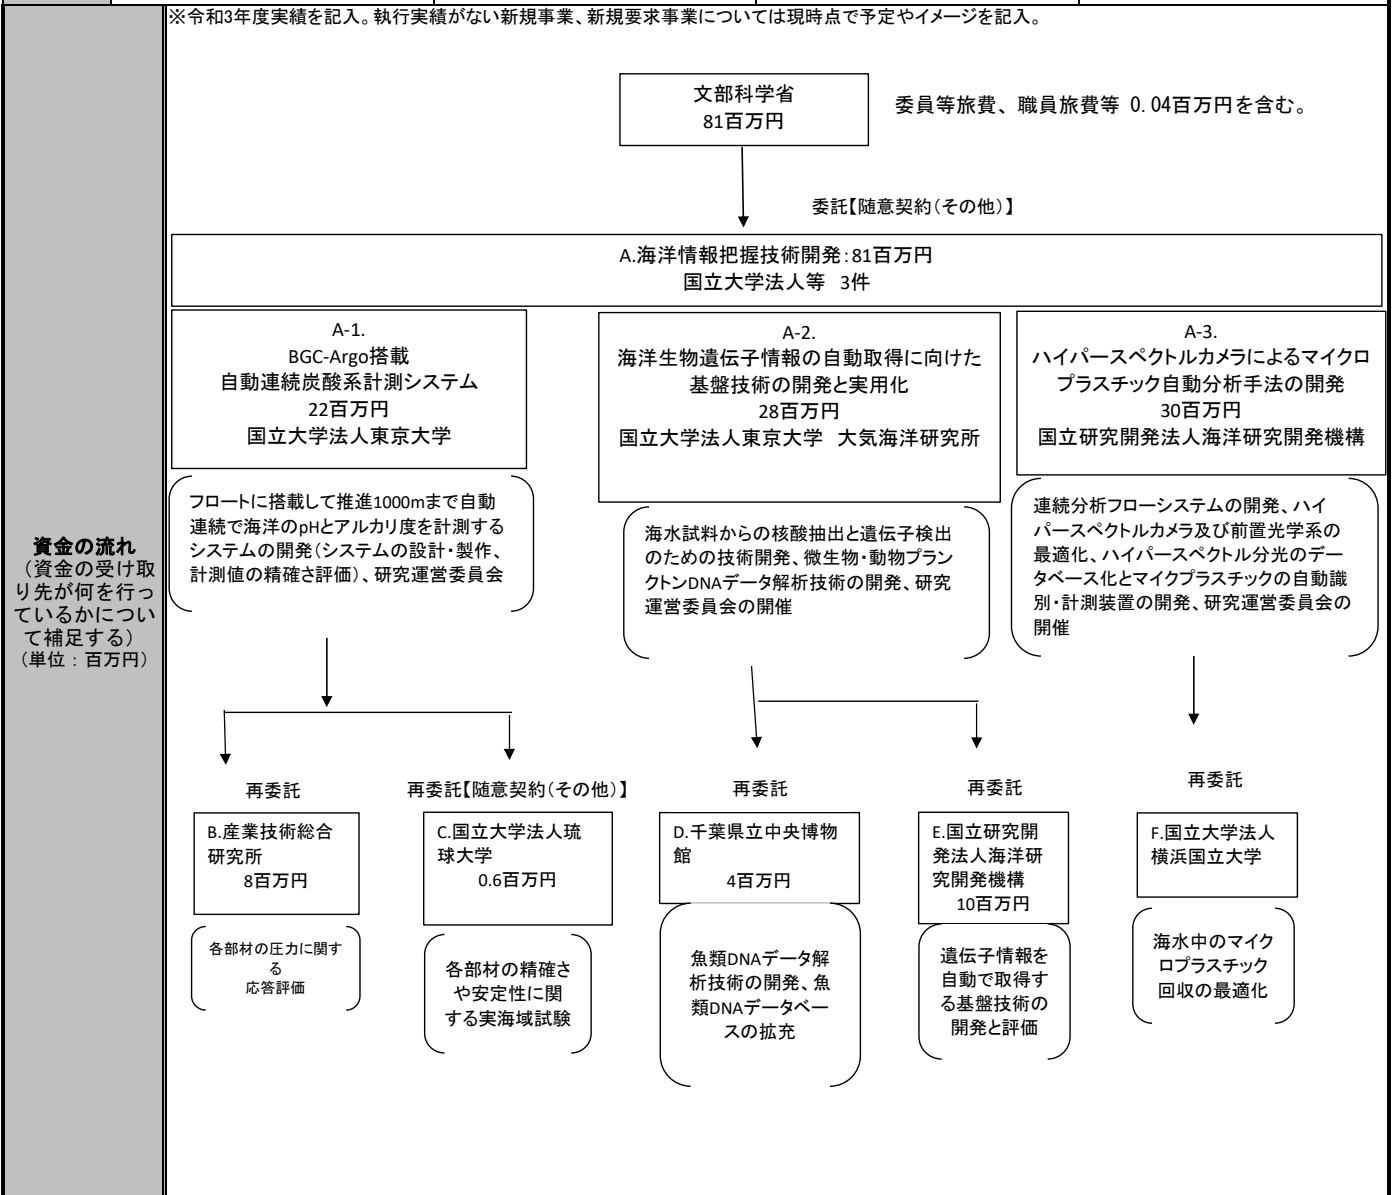 ※令和3年度実績を記入。執行実績がない新規事業、新規要求事業については現時点で予定やイメージを記入。
文部科学省
81百万円
委員等旅費、職員旅費等 0.04百万円を含む。
委託【随意契約(その他)】
A.海洋情報把握技術開発:81百万円
国立大学法人等 3件
A-1.
BGC-Argo搭載
自動連続炭酸系計測システム
22百万円
国立大学法人東京大学
A-2.
海洋生物遺伝子情報の自動取得に向けた
基盤技術の開発と実用化
28百万円
国立大学法人東京大学 大気海洋研究所
A-3.
ハイパースペクトルカメラによるマイクロ
プラスチック自動分析手法の開発
30百万円
国立研究開発法人海洋研究開発機構
フロートに搭載して推進1000mまで自動
連続で海洋のpHとアルカリ度を計測する
システムの開発(システムの設計・製作、
計測値の精確さ評価)、研究運営委員会
海水試料からの核酸抽出と遺伝子検出
のための技術開発、微生物・動物プラン
クトンDNAデータ解析技術の開発、研究
運営委員会の開催
連続分析フローシステムの開発、ハイ
パースペクトルカメラ及び前置光学系の
最適化、ハイパースペクトル分光のデー
タベース化とマイクプラスチックの自動識
別・計測装置の開発、研究運営委員会の
開催
資金の流れ
(資金の受け取
り先が何を行っ
ているかについ
て補足する)
(単位:百万円)
再委託
再委託【随意契約(その他)】
再委託
再委託
再委託
B.産業技術総合
研究所
8百万円
C.国立大学法人琉
球大学
0.6百万円
D.千葉県立中央博物
館
4百万円
E.国立研究開
発法人海洋研
究開発機構
10百万円
F.国立大学法人
横浜国立大学
各部材の圧力に関す
る
応答評価
各部材の精確さ
や安定性に関
する実海域試験
魚類DNAデータ解
析技術の開発、魚
類DNAデータベー
スの拡充
遺伝子情報を
自動で取得す
る基盤技術の
開発と評価
海水中のマイク
ロプラスチック
回収の最適化